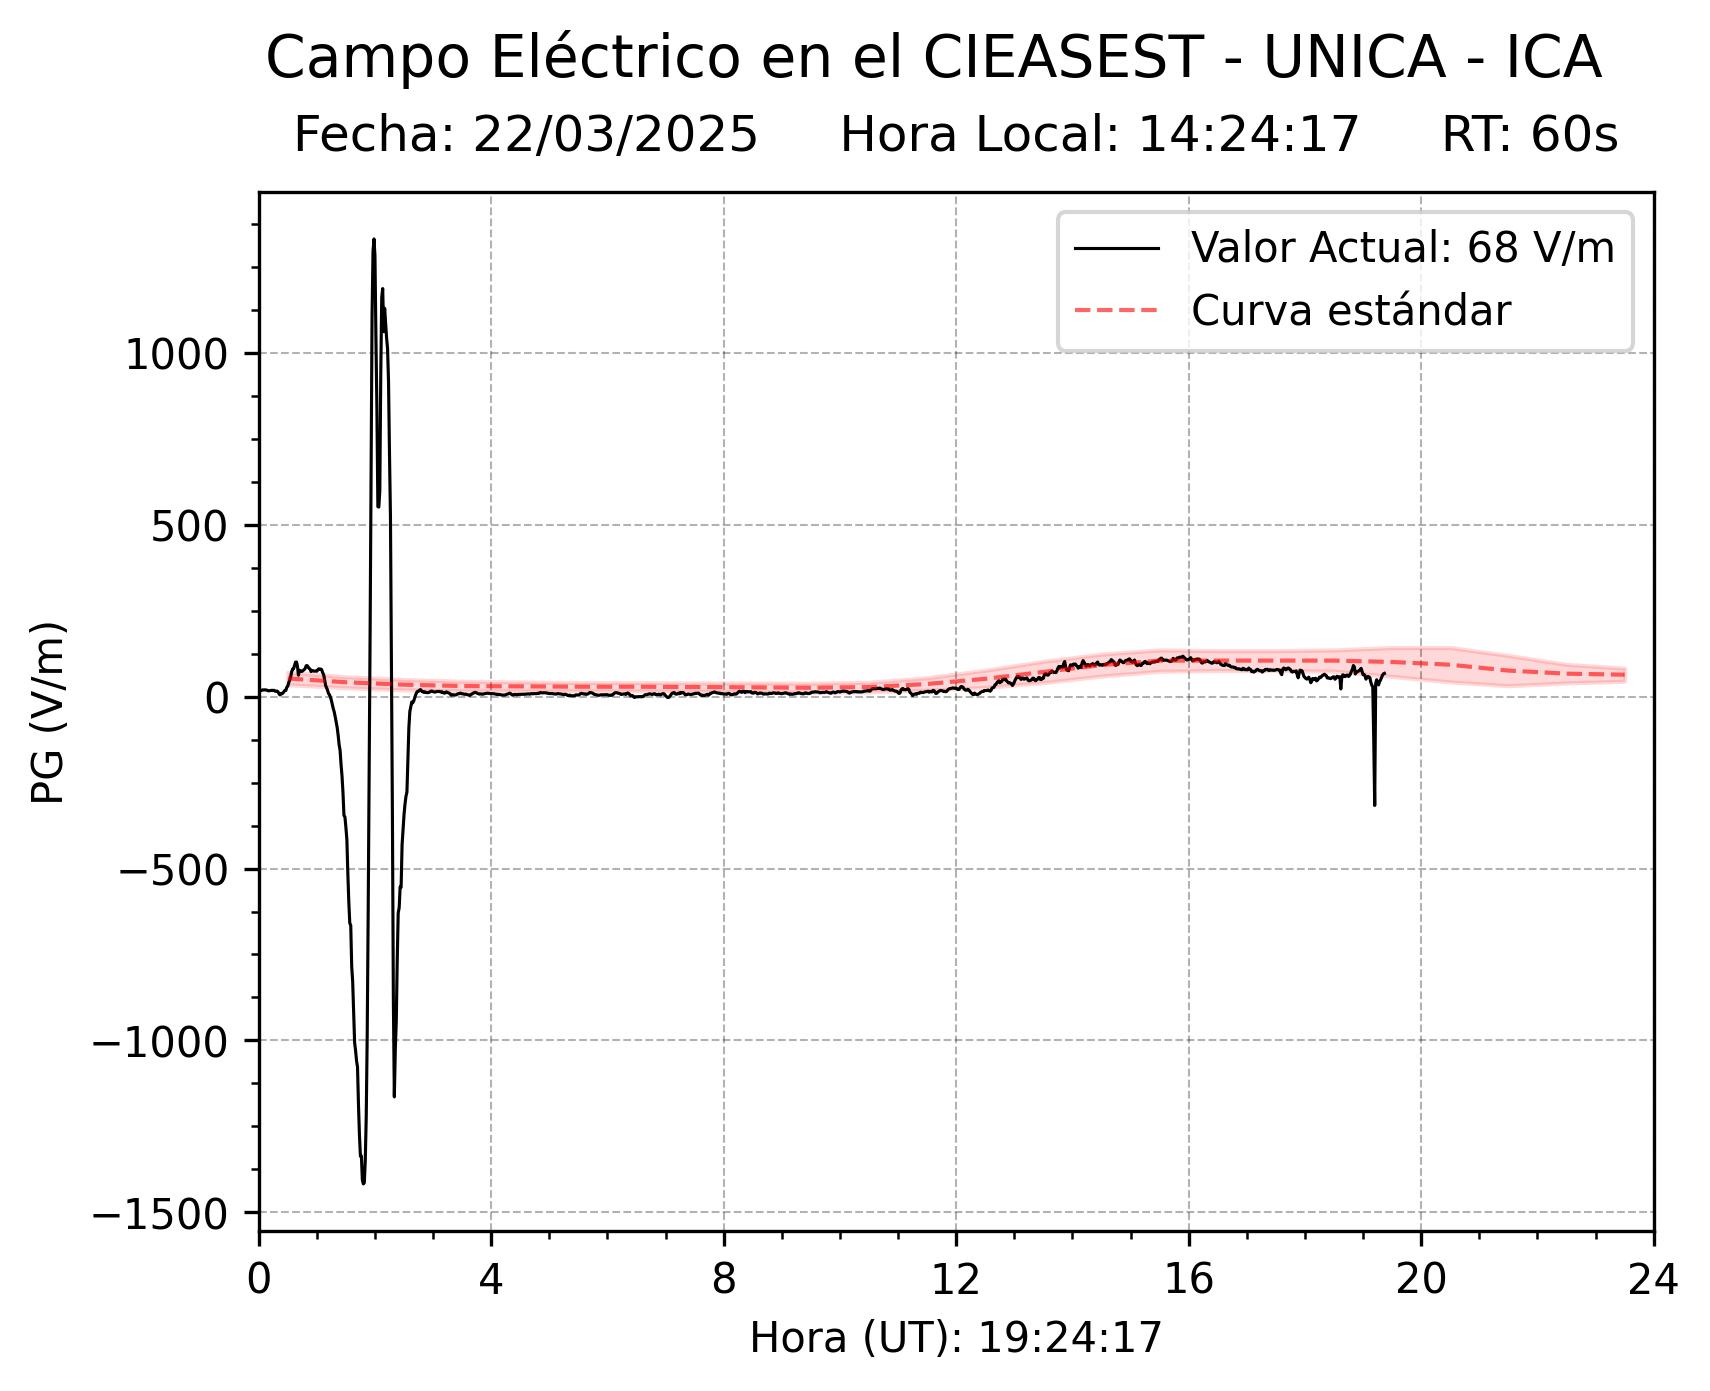 Campo Eléctrico en el CIEASEST - UNICA - ICA
Fecha: 22/03/2025 Hora Local: 14:24:17 RT: 60s
Valor Actual: 68 V/m
Curva estándar
PG (V/m)
1000
500
0
−500
−1000
−1500
0 4 8 12 16 20 24
Hora (UT): 19:24:17